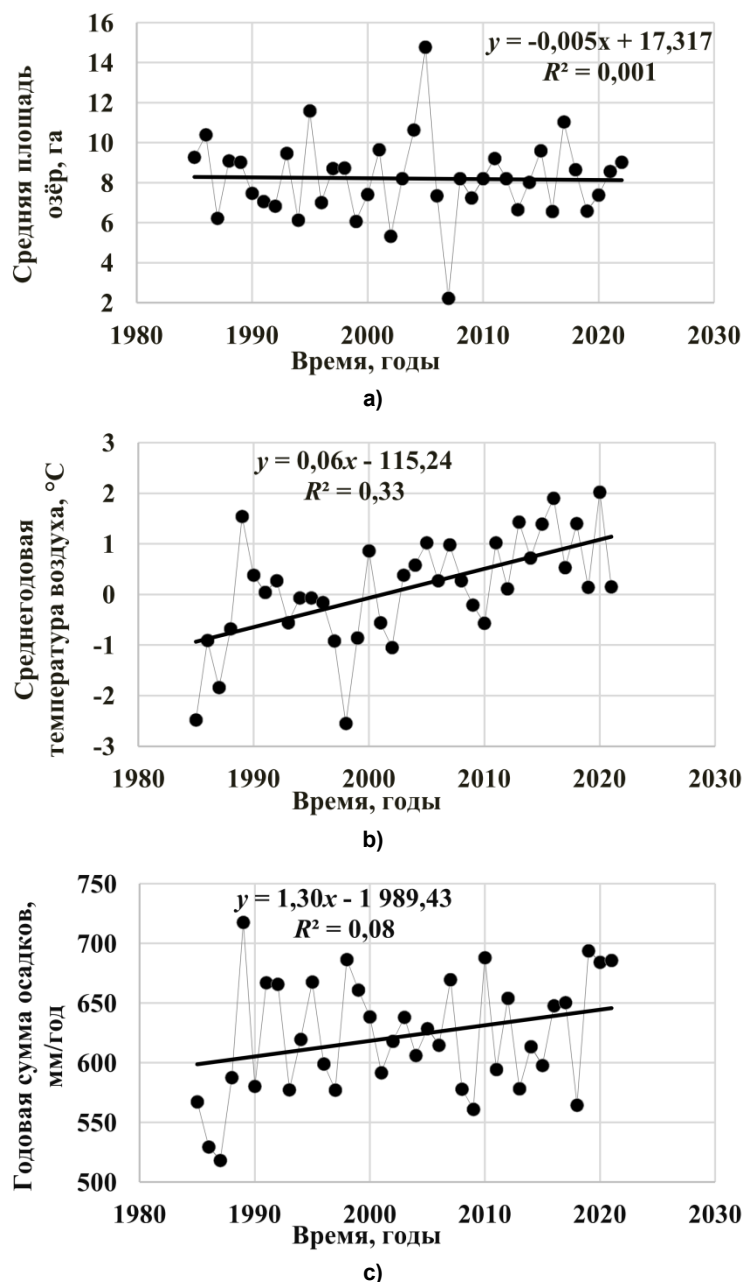 y = -0,005x + 17,317
R² = 0,001
Средняя площадь
озёр, га
16
14
12
10
8
6
4
2
1980 1990 2000 2010 2020 2030
Время, годы
a)
y = 0,06x - 115,24
R² = 0,33
Среднегодовая
температура воздуха, °C
3
2
1
0
-1
-2
-3
1980 1990 2000 2010 2020 2030
Время, годы
b)
y = 1,30x - 1 989,43
R² = 0,08
Годовая сумма осадков,
мм/год
750
700
650
600
550
500
1980 1990 2000 2010 2020 2030
Время, годы
c)